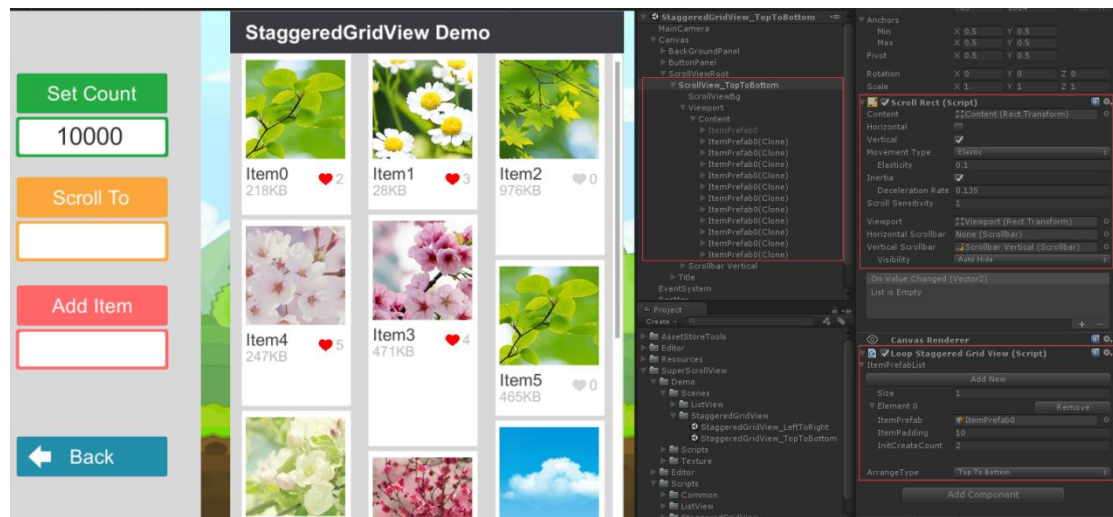 StaggeredGridView Demo
Set Count
10000
Scroll To
Add Item
Back
Item0
218KB
2
Item1
28KB
3
Item2
976KB
0
Item4
247KB
5
Item3
471KB
4
Item5
465KB
0
StaggeredGridView_TopToBottom
MainCamera
Canvas
BackGroundPanel
ButtonPanel
ScrollViewRoot
ScrollView_TopToBottom
ScrollViewBg
Viewport
Content
ItemPrefab0
ItemPrefab0(Clone)
ItemPrefab0(Clone)
ItemPrefab0(Clone)
ItemPrefab0(Clone)
ItemPrefab0(Clone)
ItemPrefab0(Clone)
ItemPrefab0(Clone)
ItemPrefab0(Clone)
ItemPrefab0(Clone)
ItemPrefab0(Clone)
ItemPrefab0(Clone)
Scrollbar Vertical
Title
EventSystem
Project
Create
AssetStoreTools
Editor
Resources
SuperScrollView
Demo
Scenes
ListView
StaggeredGridView
StaggeredGridView_LeftToRight
StaggeredGridView_TopToBottom
Scripts
Texture
Editor
Scripts
Common
ListView
Anchors
Min X 0.5 Y 0.5
Max X 0.5 Y 0.5
Pivot X 0.5 Y 0.5
Rotation X 0 Y 0 Z 0
Scale X 1 Y 1 Z 1
Scroll Rect (Script)
Content Content (Rect Transform)
Horizontal
Vertical
Movement Type Elastic
Elasticity 0.1
Inertia
Deceleration Rate 0.135
Scroll Sensitivity 1
Viewport Viewport (Rect Transform)
Horizontal Scrollbar None (Scrollbar)
Vertical Scrollbar Scrollbar Vertical (Scrollbar)
Visibility Auto Hide
On Value Changed (Vector2)
List is Empty
Canvas Renderer
Loop Staggered Grid View (Script)
ItemPrefabList
Add New
Size 1
Element 0 Remove
ItemPrefab ItemPrefab0
ItemPadding 10
InitCreateCount 2
ArrangeType Top To Bottom
Add Component